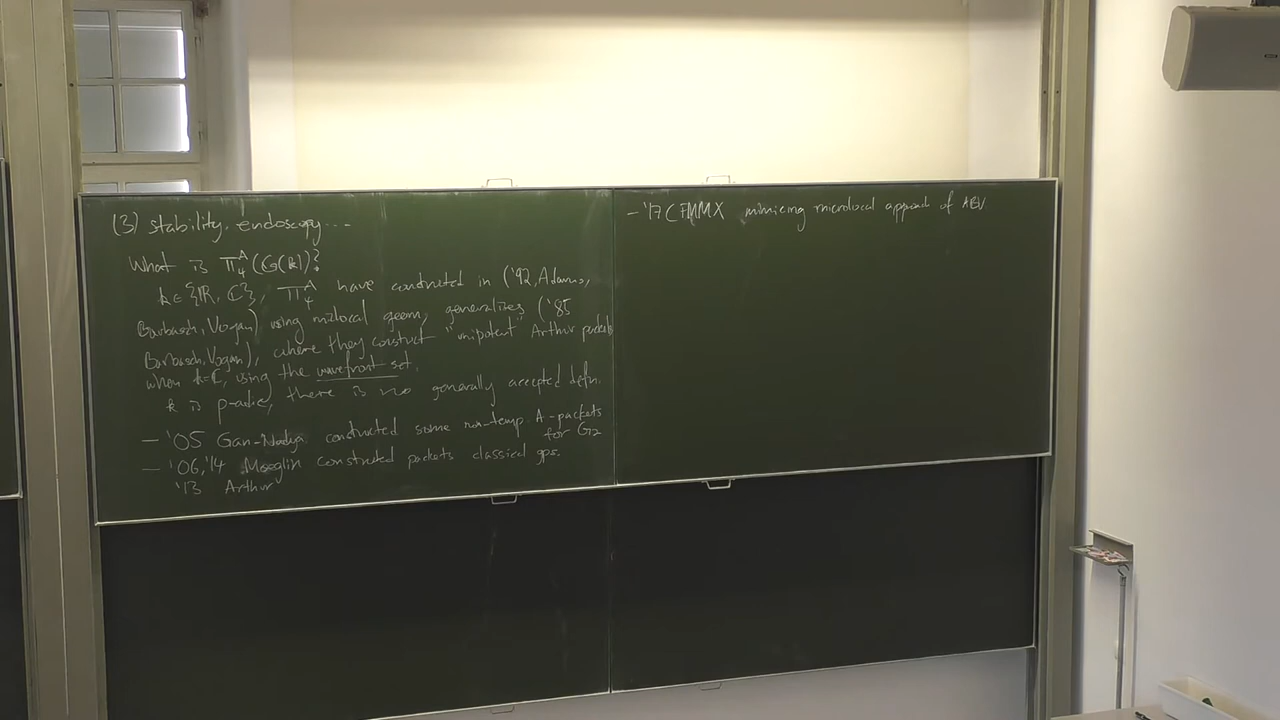 (3) stability, endoscopy...
What is Π_ψ^A (G(k))?
k ∈ {ℝ, ℂ}, Π_ψ^A have constructed in ('92, Adams,
Barbasch, Vogan) using milocal geom, generalizes ('85
Barbasch, Vogan), where they construct "unipotent" Arthur packets
when k=ℂ, using the wavefront set.
k is p-adic, there is no generally accepted defn.
- '05 Gan- constructed some non-temp A-packets for G2
- '06, '14 Moeglin constructed packets classical gps.
'13 Arthur
- '17 CFMMX mimicing microlocal approach of ABV.